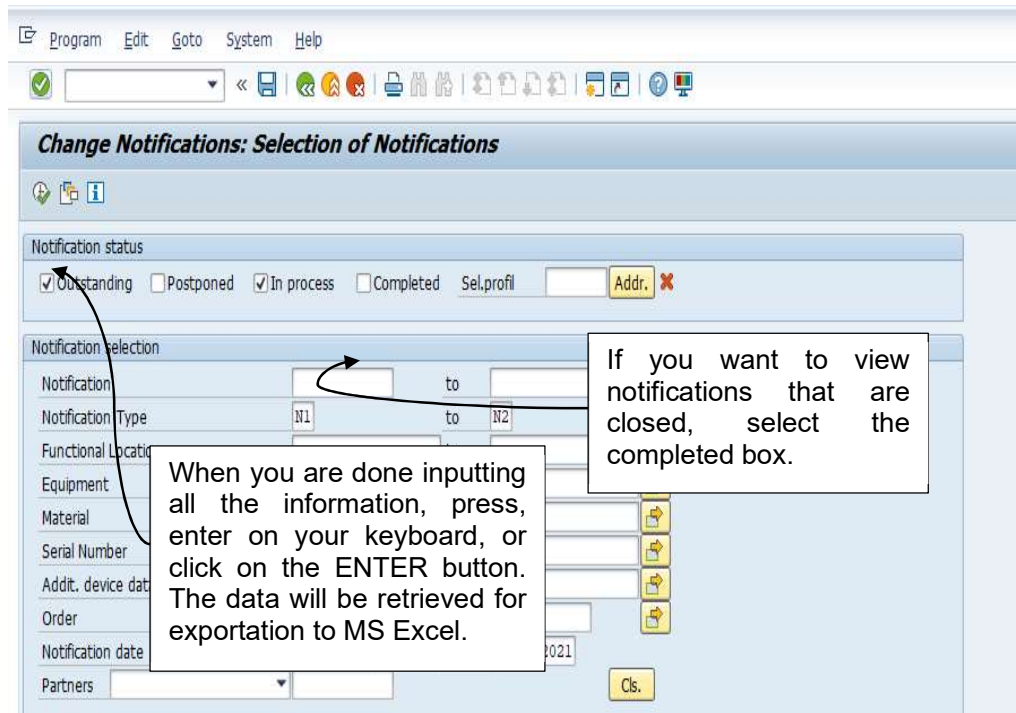 Program Edit Goto System Help
Change Notifications: Selection of Notifications
Notification status
Outstanding Postponed In process Completed Sel.profil Addr.
Notification selection
Notification to
Notification Type N1 to N2
Functional Locatio
Equipment
Material
Serial Number
Addit. device dat
Order
Notification date 2021
Partners Cls.
If you want to view
notifications that are
closed, select the
completed box.
When you are done inputting
all the information, press,
enter on your keyboard, or
click on the ENTER button.
The data will be retrieved for
exportation to MS Excel.